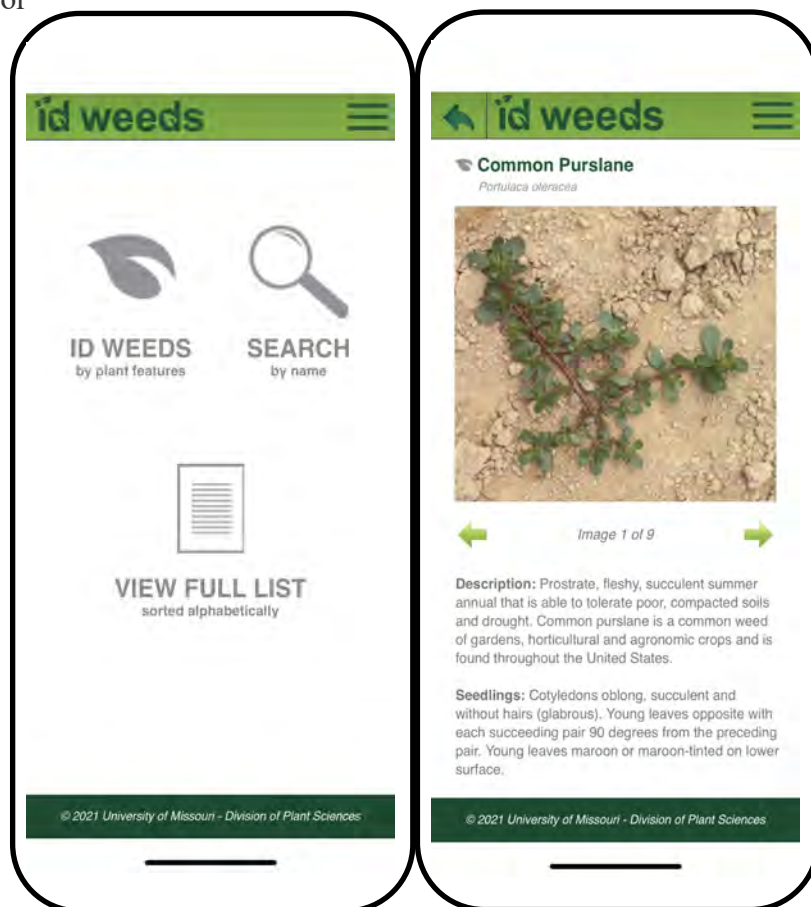 or
id weeds
ID WEEDS
by plant features
SEARCH
by name
VIEW FULL LIST
sorted alphabetically
© 2021 University of Missouri - Division of Plant Sciences
id weeds
Common Purslane
Portulaca oleracea
Image 1 of 9
Description: Prostrate, fleshy, succulent summer
annual that is able to tolerate poor, compacted soils
and drought. Common purslane is a common weed
of gardens, horticultural and agronomic crops and is
found throughout the United States.
Seedlings: Cotyledons oblong, succulent and
without hairs (glabrous). Young leaves opposite with
each succeeding pair 90 degrees from the preceding
pair. Young leaves maroon or maroon-tinted on lower
surface.
© 2021 University of Missouri - Division of Plant Sciences